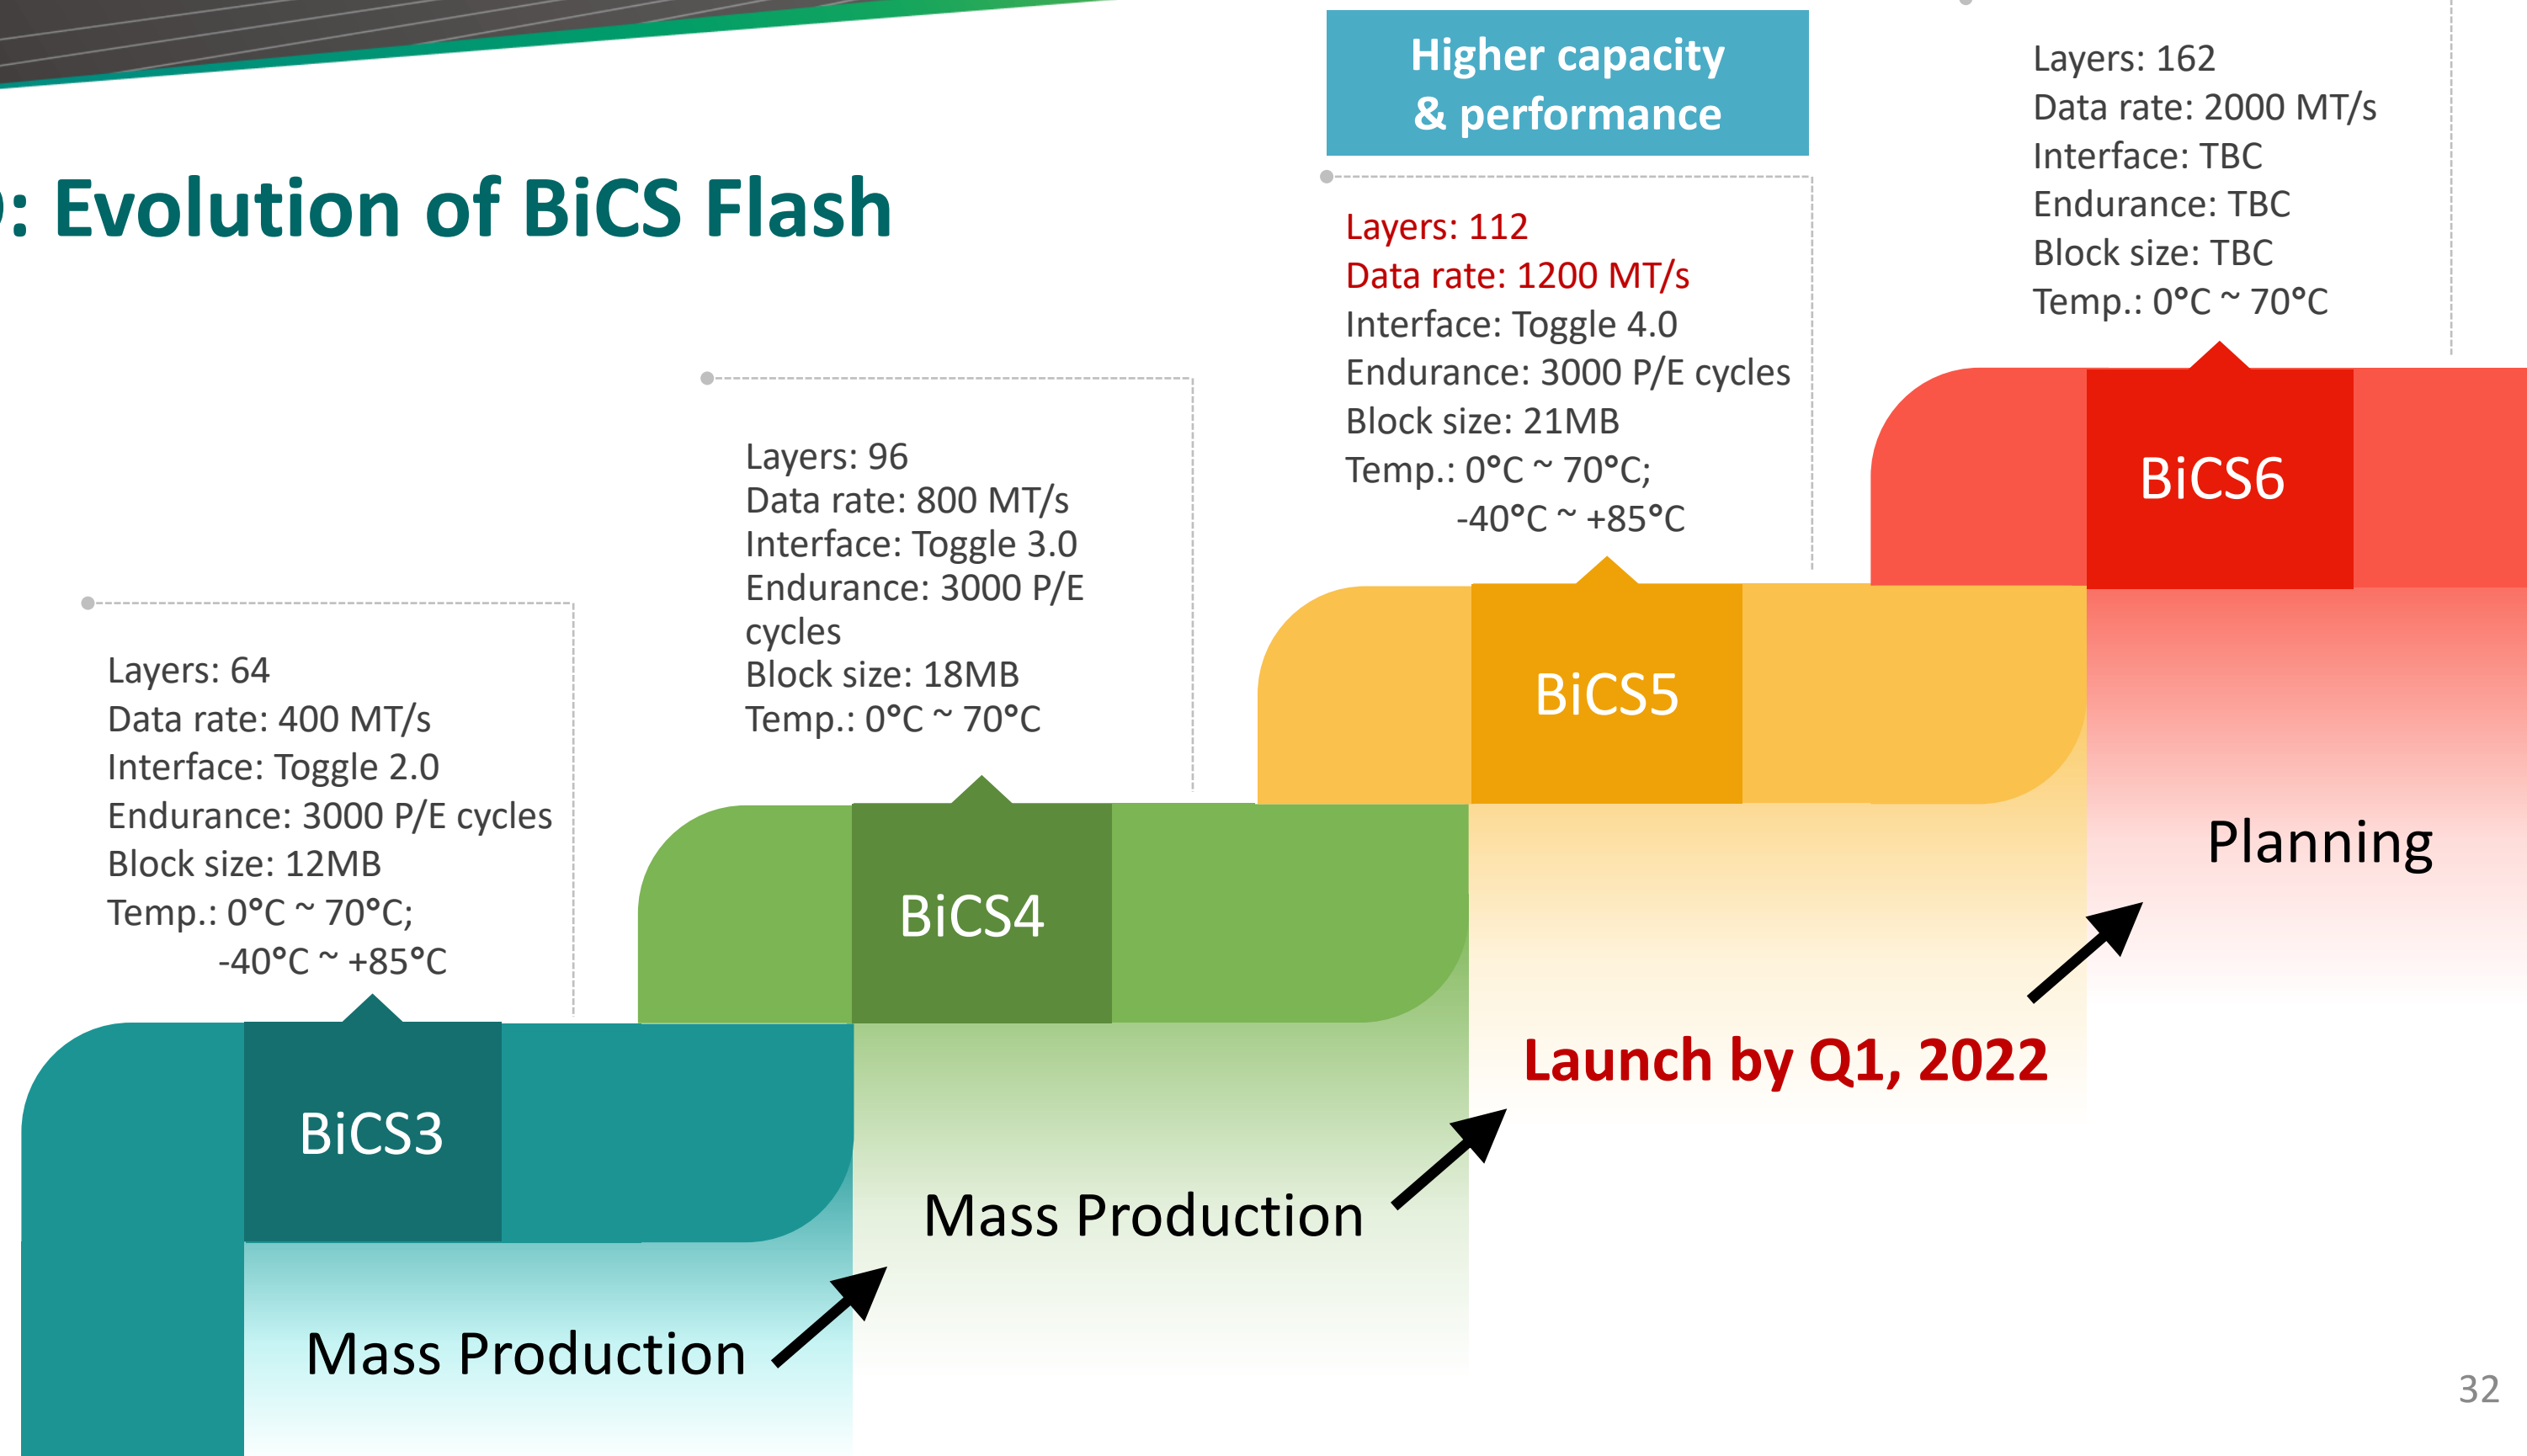 : Evolution of BiCS Flash
Higher capacity
& performance
Layers: 64
Data rate: 400 MT/s
Interface: Toggle 2.0
Endurance: 3000 P/E cycles
Block size: 12MB
Temp.: 0°C ~ 70°C;
-40°C ~ +85°C
BiCS3
Mass Production
Layers: 96
Data rate: 800 MT/s
Interface: Toggle 3.0
Endurance: 3000 P/E
cycles
Block size: 18MB
Temp.: 0°C ~ 70°C
BiCS4
Mass Production
Layers: 112
Data rate: 1200 MT/s
Interface: Toggle 4.0
Endurance: 3000 P/E cycles
Block size: 21MB
Temp.: 0°C ~ 70°C;
-40°C ~ +85°C
BiCS5
Launch by Q1, 2022
Layers: 162
Data rate: 2000 MT/s
Interface: TBC
Endurance: TBC
Block size: TBC
Temp.: 0°C ~ 70°C
BiCS6
Planning
32